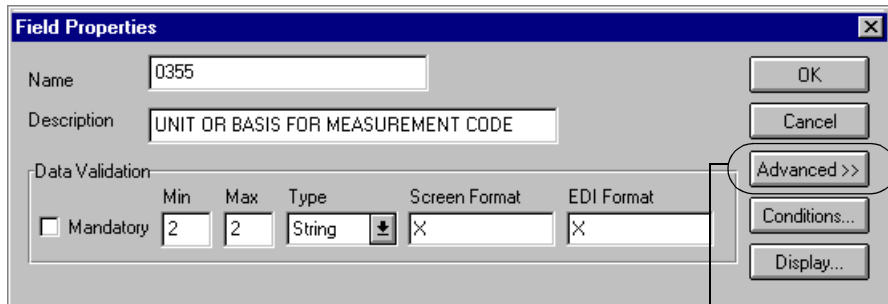 Field Properties
Name 0355 OK
Description UNIT OR BASIS FOR MEASUREMENT CODE Cancel
Data Validation Advanced >>
Min Max Type Screen Format EDI Format
Mandatory 2 2 String X X Conditions...
Display...